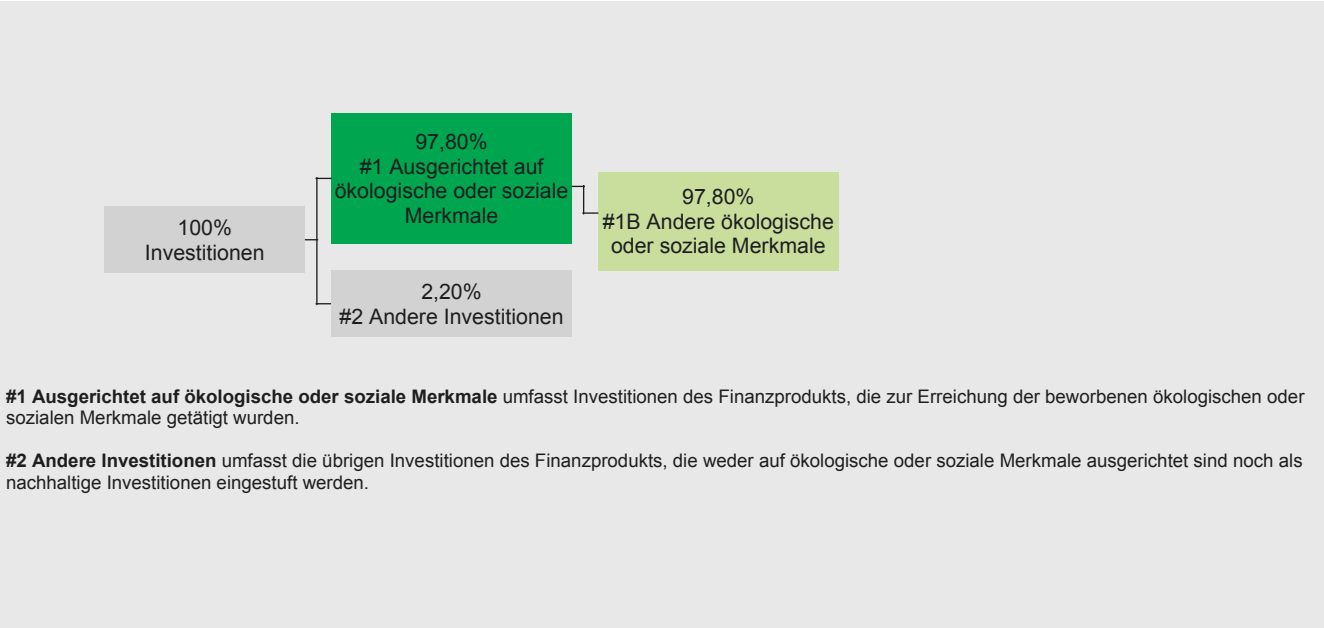 97,80%
#1 Ausgerichtet auf
ökologische oder soziale
Merkmale
97,80%
#1B Andere ökologische
oder soziale Merkmale
100%
Investitionen
2,20%
#2 Andere Investitionen
#1 Ausgerichtet auf ökologische oder soziale Merkmale umfasst Investitionen des Finanzprodukts, die zur Erreichung der beworbenen ökologischen oder
sozialen Merkmale getätigt wurden.
#2 Andere Investitionen umfasst die übrigen Investitionen des Finanzprodukts, die weder auf ökologische oder soziale Merkmale ausgerichtet sind noch als
nachhaltige Investitionen eingestuft werden.